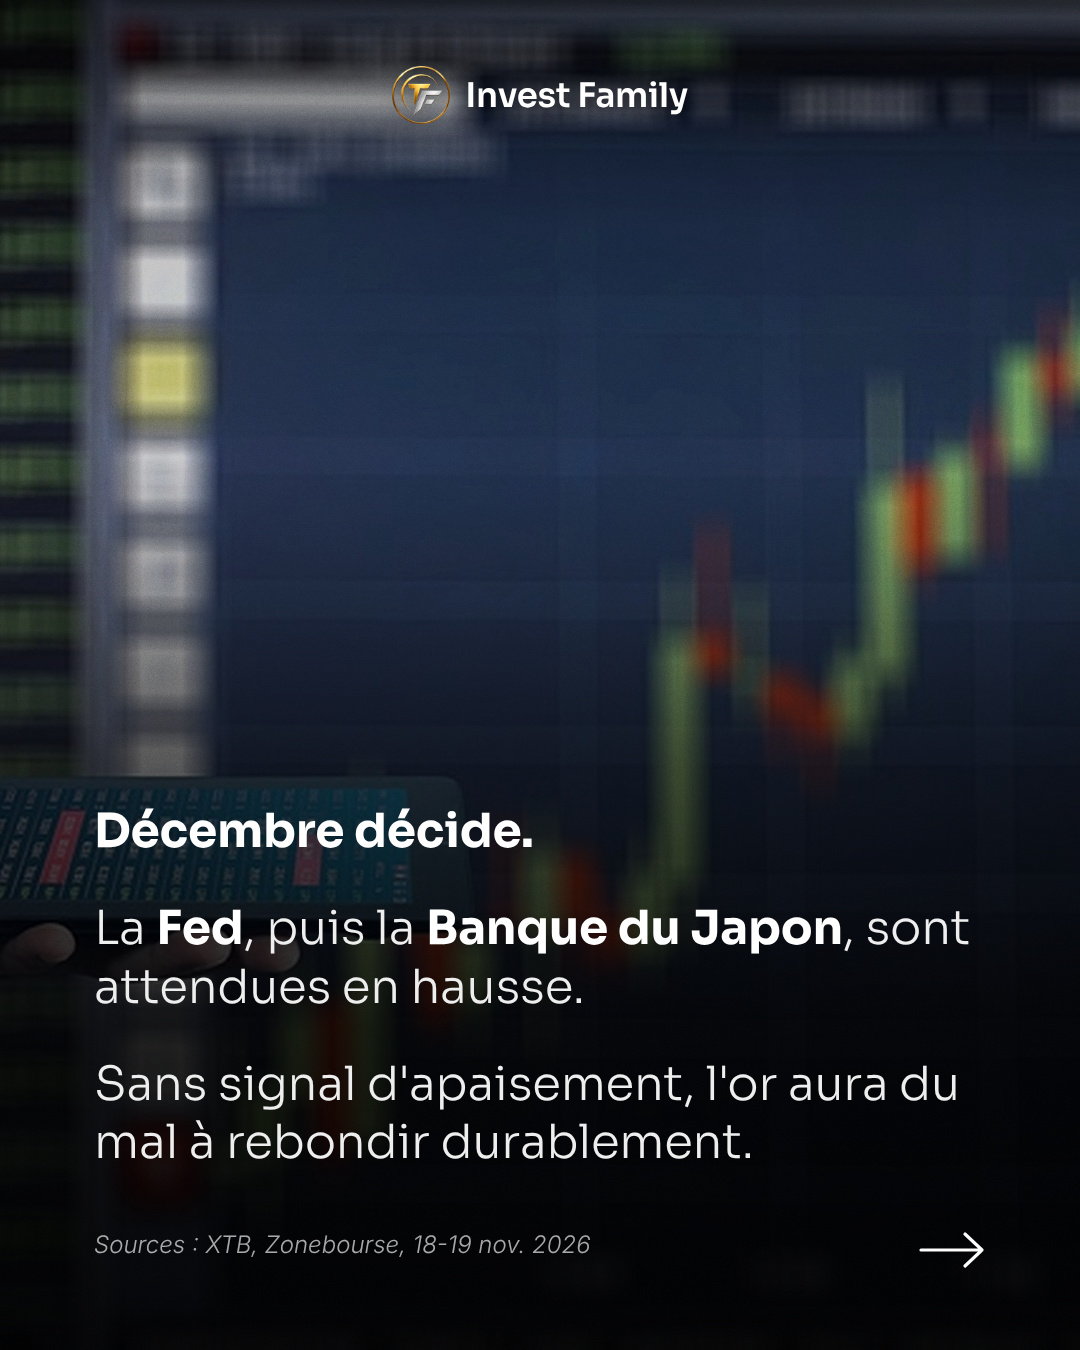 Invest Family
Décembre décide.
La Fed, puis la Banque du Japon, sont
attendues en hausse.
Sans signal d'apaisement, l'or aura du
mal à rebondir durablement.
Sources : XTB, Zonebourse, 18-19 nov. 2026